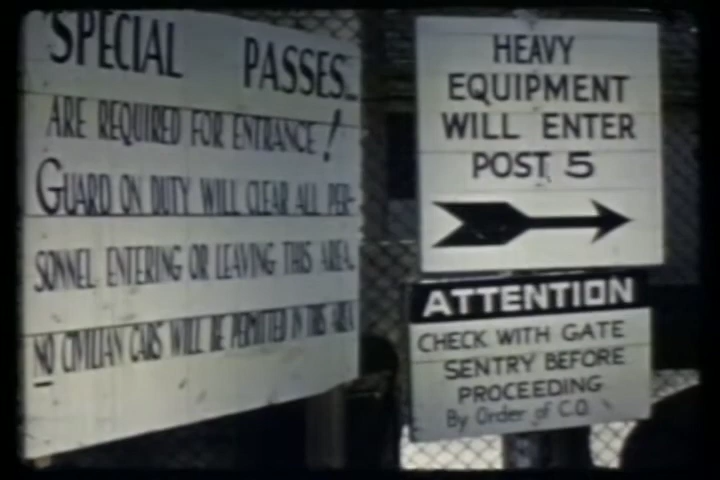 SPECIAL PASSES...
ARE REQUIRED FOR ENTRANCE!
GUARD ON DUTY WILL CLEAR ALL PER-
SONNEL ENTERING OR LEAVING THIS AREA.
NO CIVILIAN CARS WILL BE PERMITTED IN THIS AREA
HEAVY
EQUIPMENT
WILL ENTER
POST 5
ATTENTION
CHECK WITH GATE
SENTRY BEFORE
PROCEEDING
By Order of C.O.